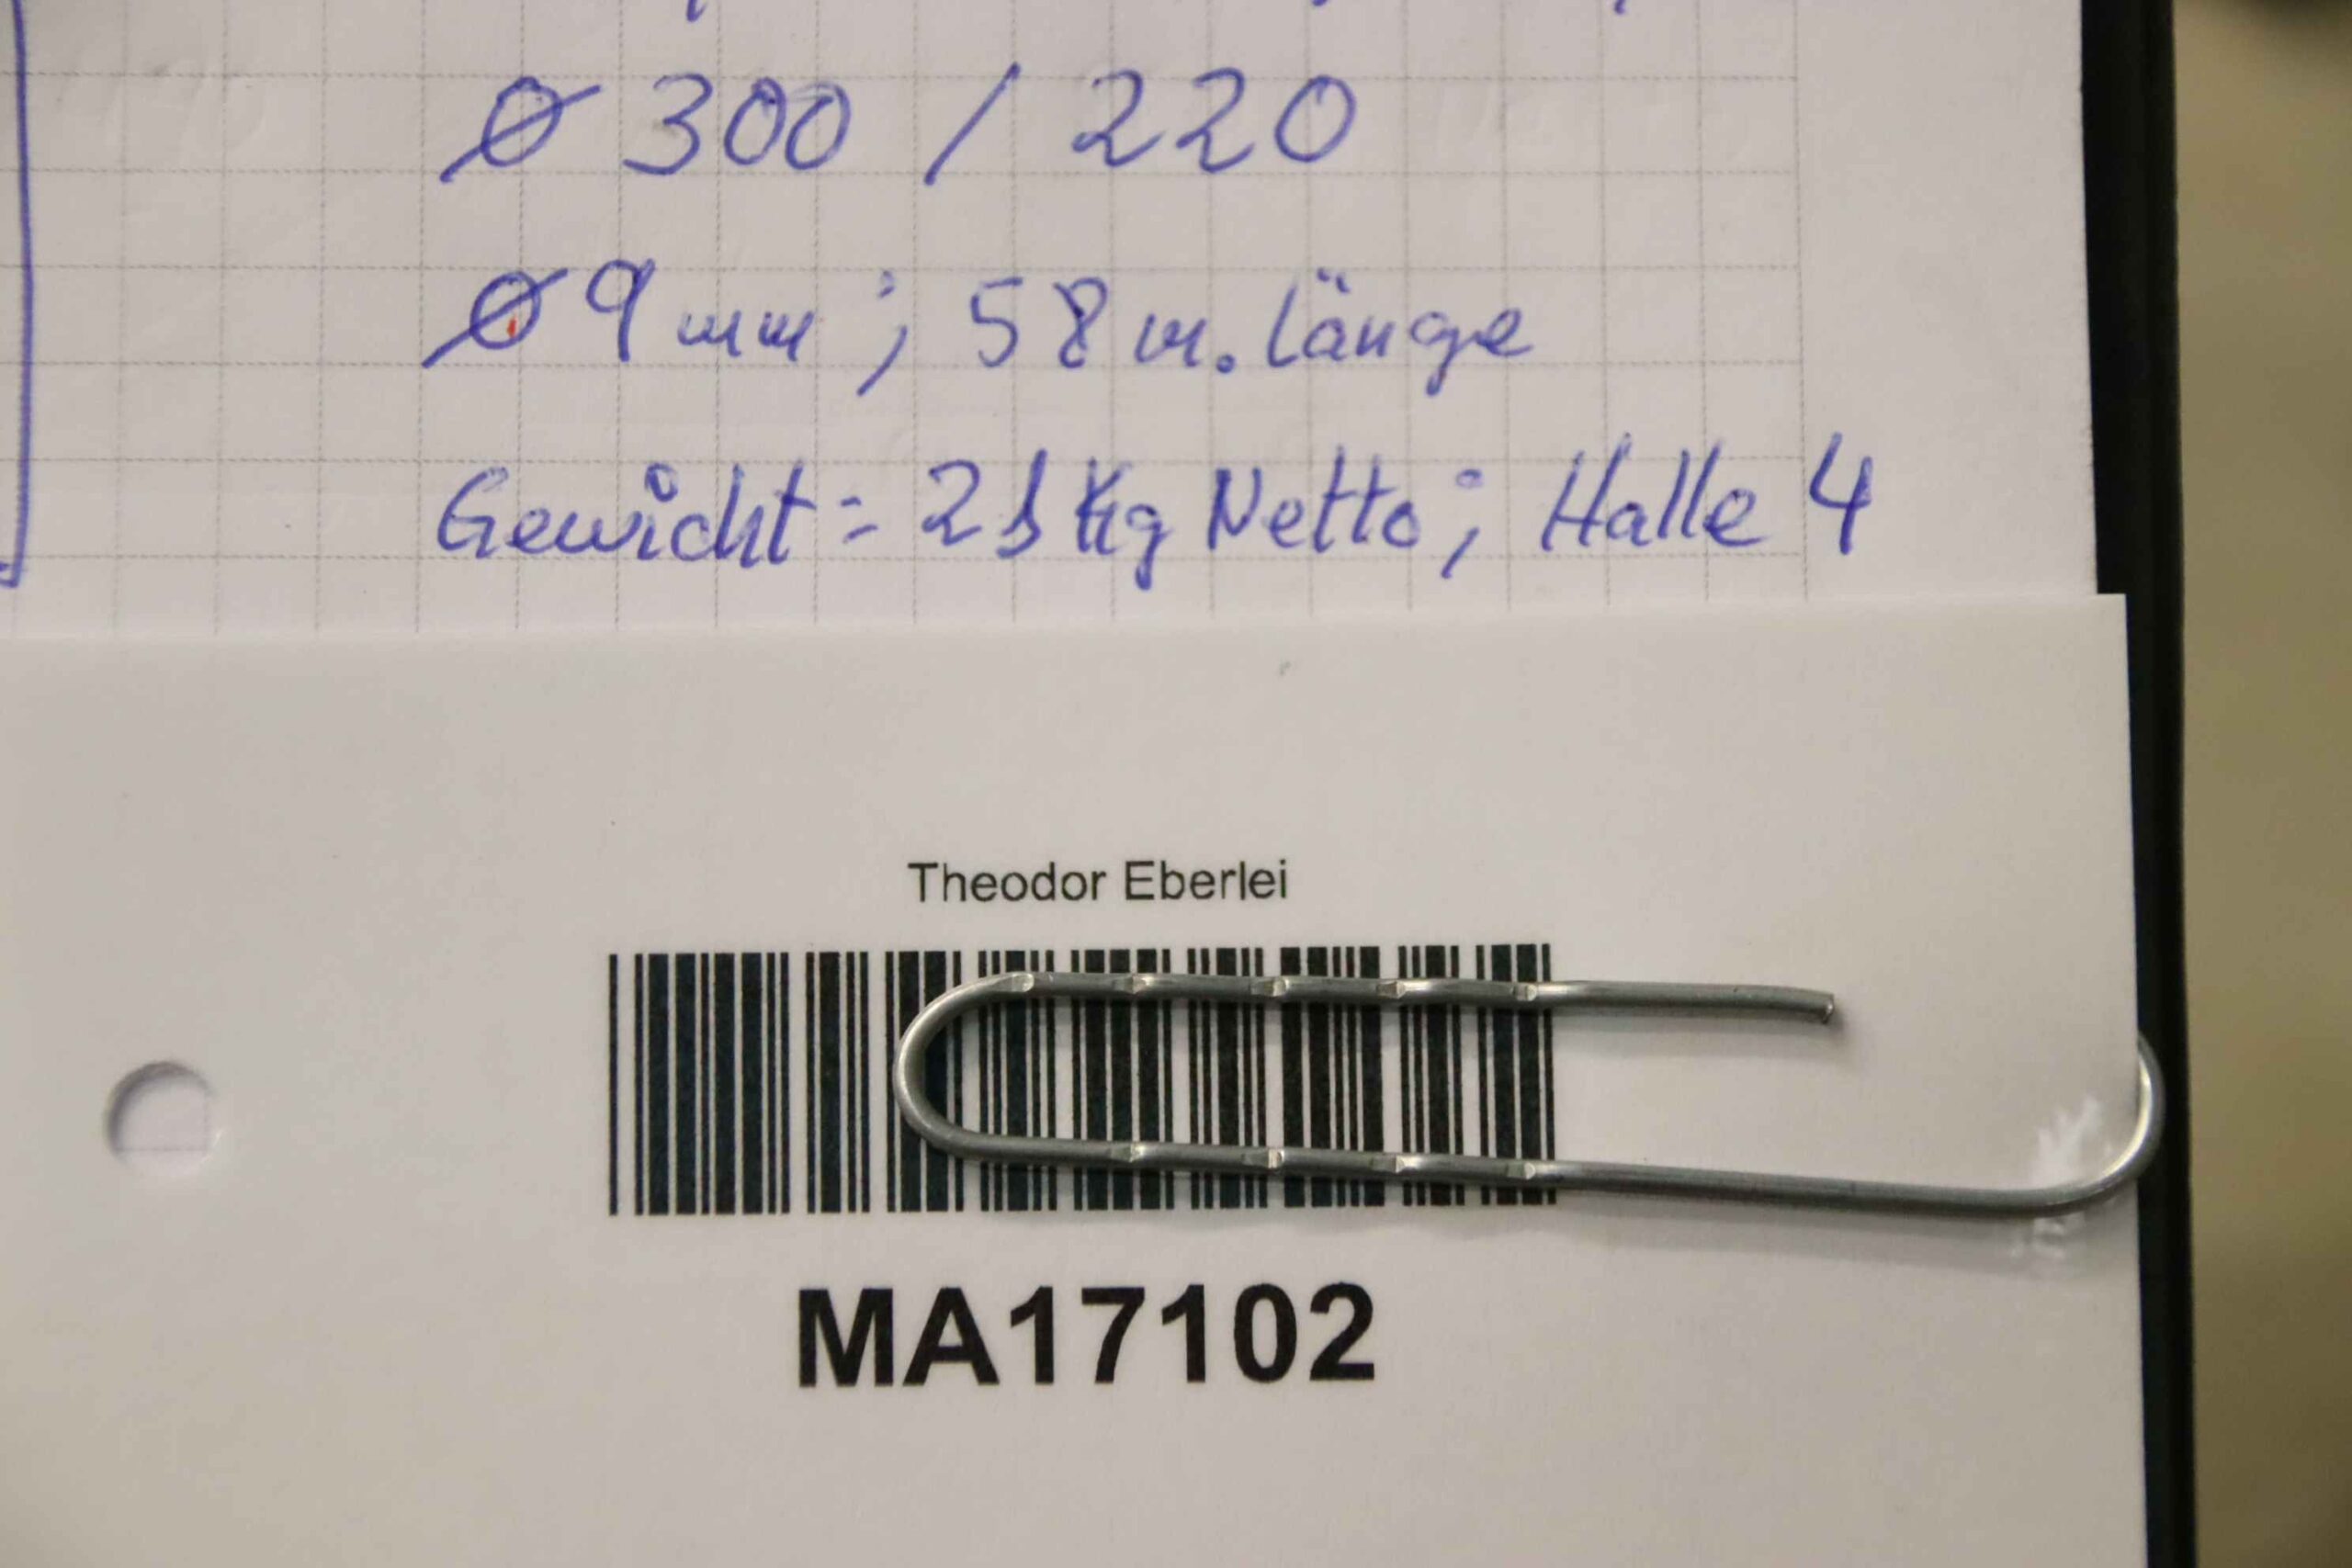 Ø 300 / 220
Ø 9 mm ; 58 m. länge
Gewicht = 21 Kg Netto ; Halle 4
Theodor Eberlei
MA17102